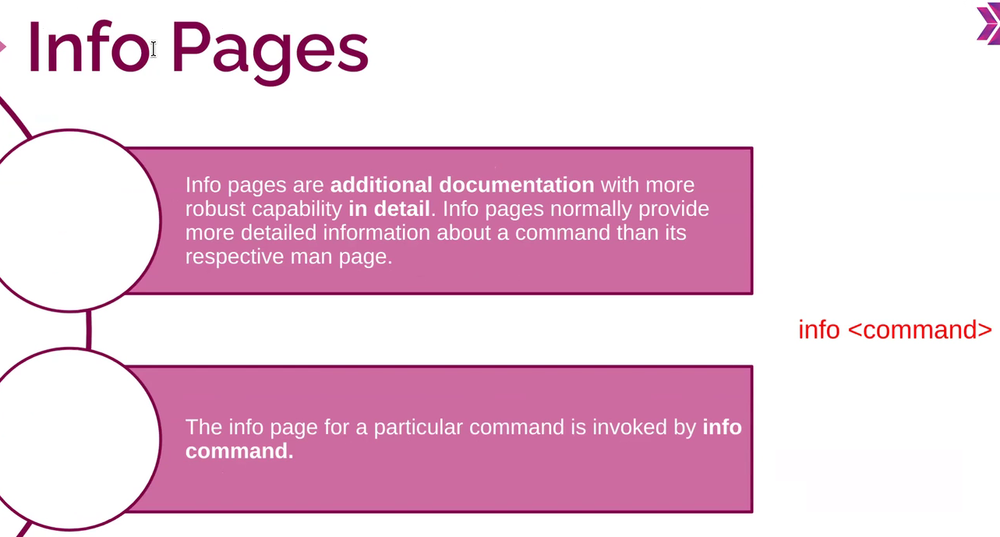 Info Pages
Info pages are additional documentation with more
robust capability in detail. Info pages normally provide
more detailed information about a command than its
respective man page.
info <command>
The info page for a particular command is invoked by info
command.